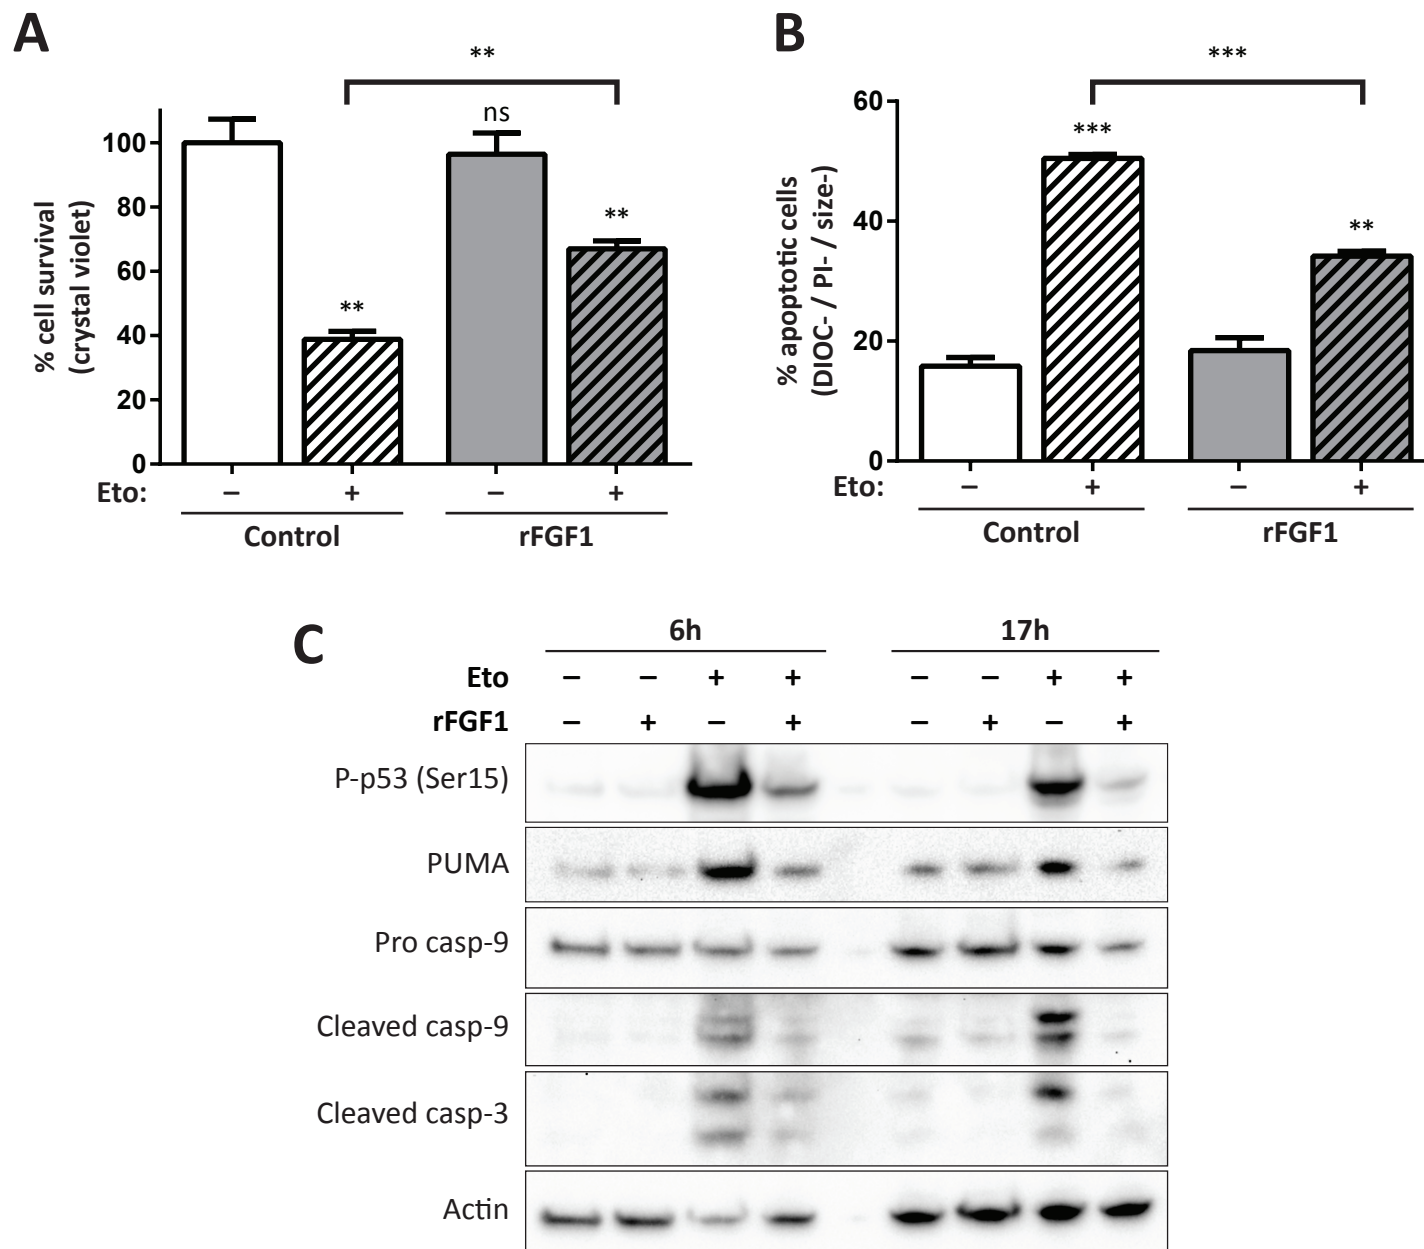 A
**
ns
**
**
% cell survival
(crystal violet)
100
80
60
40
20
0
Eto: – + – +
Control rFGF1
B
***
***
**
% apoptotic cells
(DIOC- / PI- / size-)
60
40
20
0
Eto: – + – +
Control rFGF1
C
6h 17h
Eto – – + + – – + +
rFGF1 – + – + – + – +
P-p53 (Ser15)
PUMA
Pro casp-9
Cleaved casp-9
Cleaved casp-3
Actin